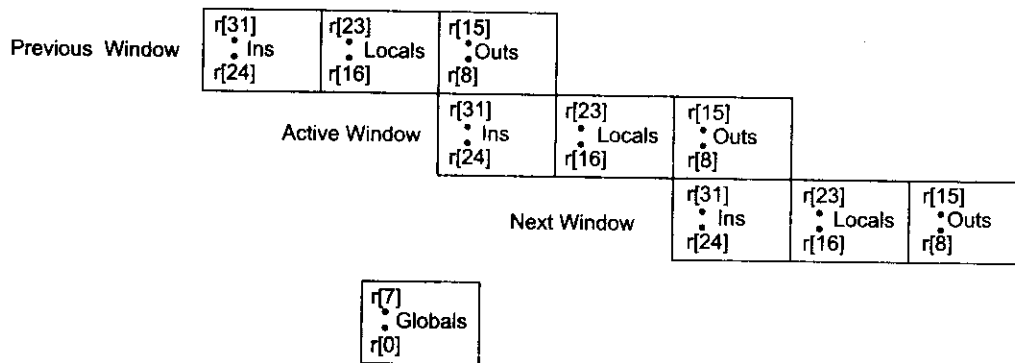 r[31] r[23] r[15]
Previous Window Ins Locals Outs
r[24] r[16] r[8]
r[31] r[23] r[15]
Active Window Ins Locals Outs
r[24] r[16] r[8]
r[31] r[23] r[15]
Next Window Ins Locals Outs
r[24] r[16] r[8]
r[7]
Globals
r[0]